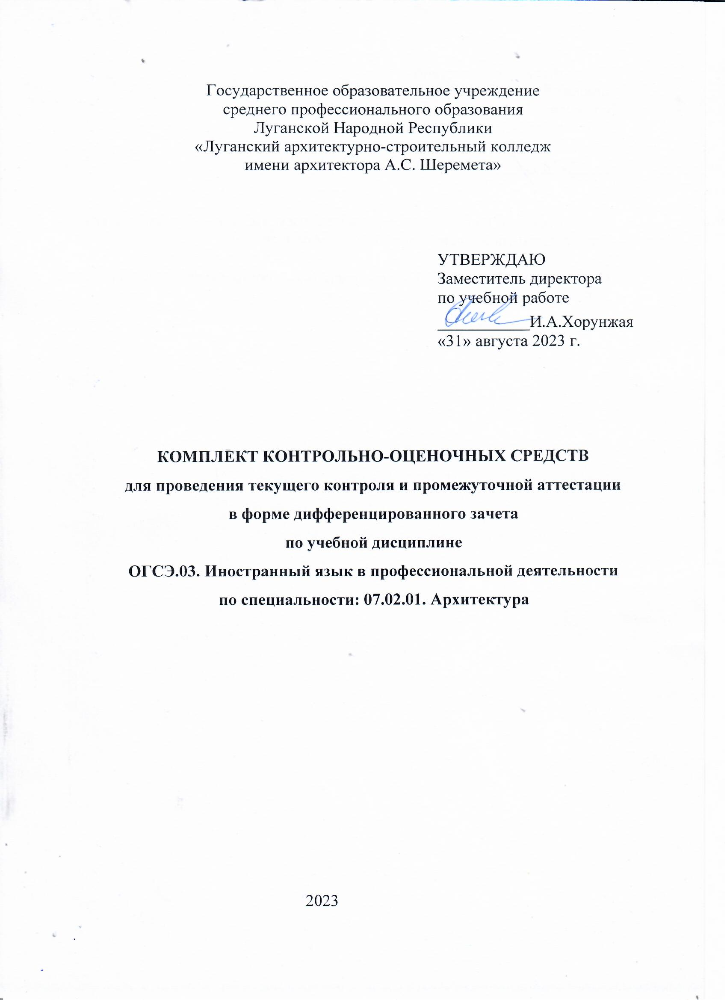 Государственное образовательное учреждение
среднего профессионального образования
Луганской Народной Республики
«Луганский архитектурно-строительный колледж
имени архитектора А.С. Шеремета»
УТВЕРЖДАЮ
Заместитель директора
по учебной работе
___________И.А.Хорунжая
«31» августа 2023 г.
КОМПЛЕКТ КОНТРОЛЬНО-ОЦЕНОЧНЫХ СРЕДСТВ
для проведения текущего контроля и промежуточной аттестации
в форме дифференцированного зачета
по учебной дисциплине
ОГСЭ.03. Иностранный язык в профессиональной деятельности
по специальности: 07.02.01. Архитектура
2023